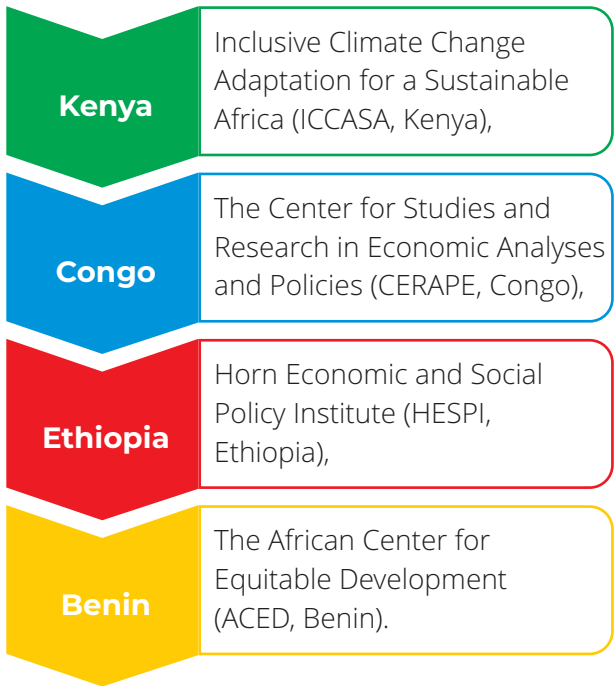 Kenya
Inclusive Climate Change
Adaptation for a Sustainable
Africa (ICCASA, Kenya),
Congo
The Center for Studies and
Research in Economic Analyses
and Policies (CERAPE, Congo),
Ethiopia
Horn Economic and Social
Policy Institute (HESPI,
Ethiopia),
Benin
The African Center for
Equitable Development
(ACED, Benin).